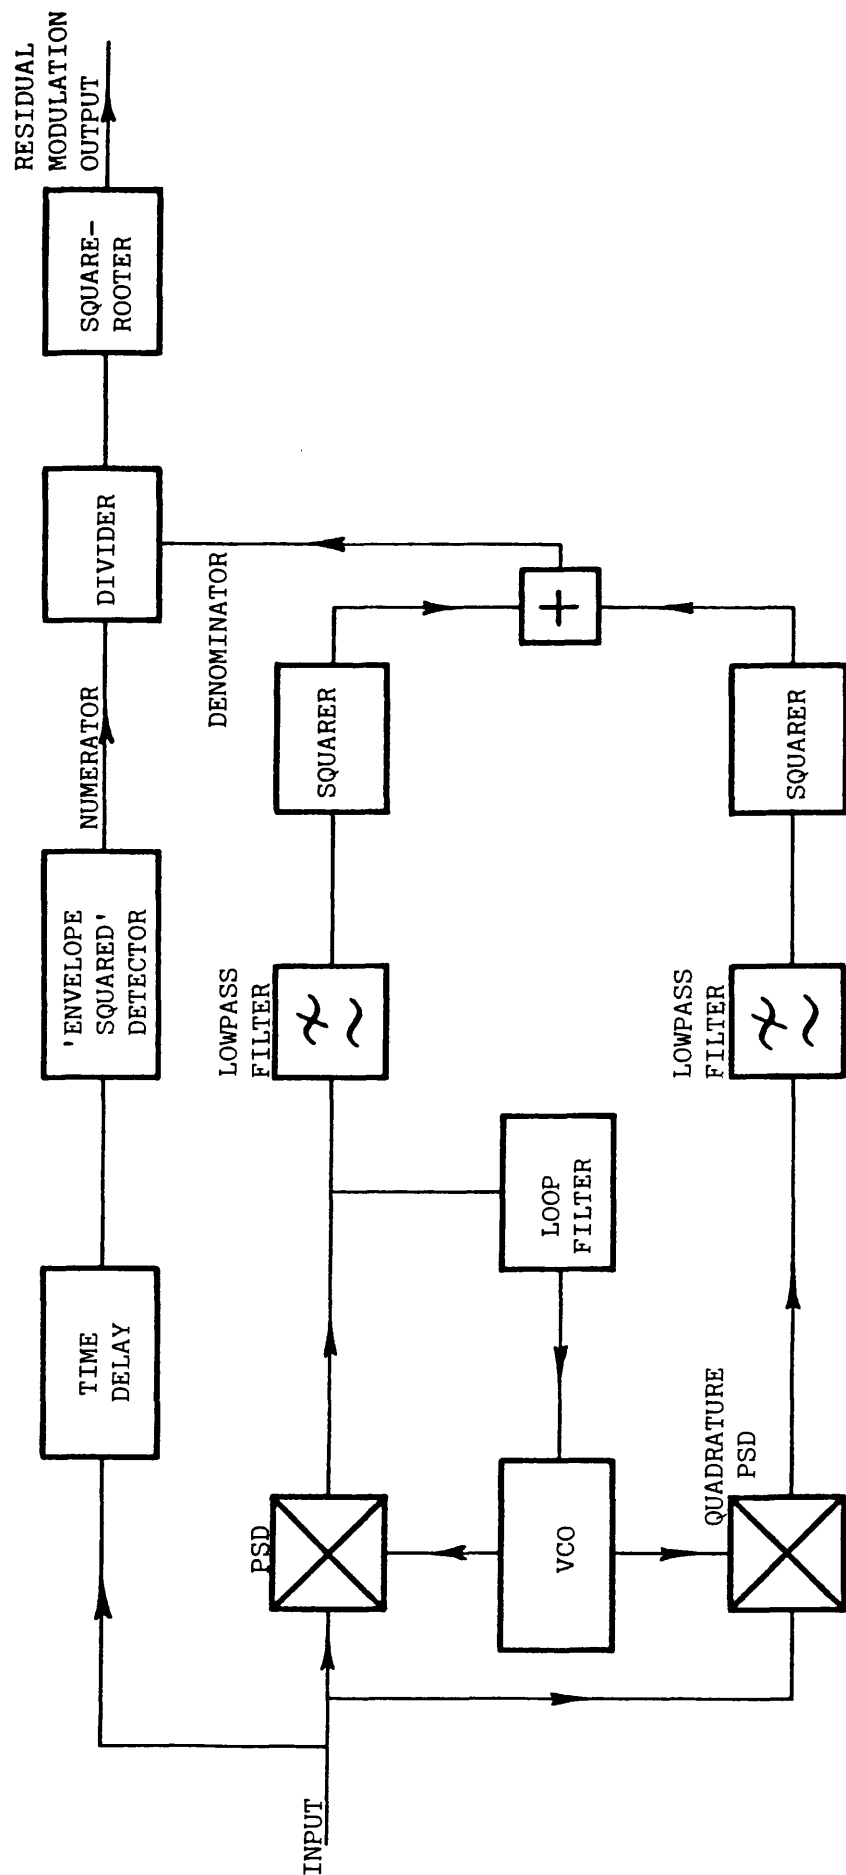 INPUT
TIME
DELAY
'ENVELOPE
SQUARED'
DETECTOR
NUMERATOR
DIVIDER
SQUARE-
ROOTER
RESIDUAL
MODULATION
OUTPUT
DENOMINATOR
PSD
LOWPASS
FILTER
SQUARER
+
VCO
LOOP
FILTER
QUADRATURE
PSD
LOWPASS
FILTER
SQUARER